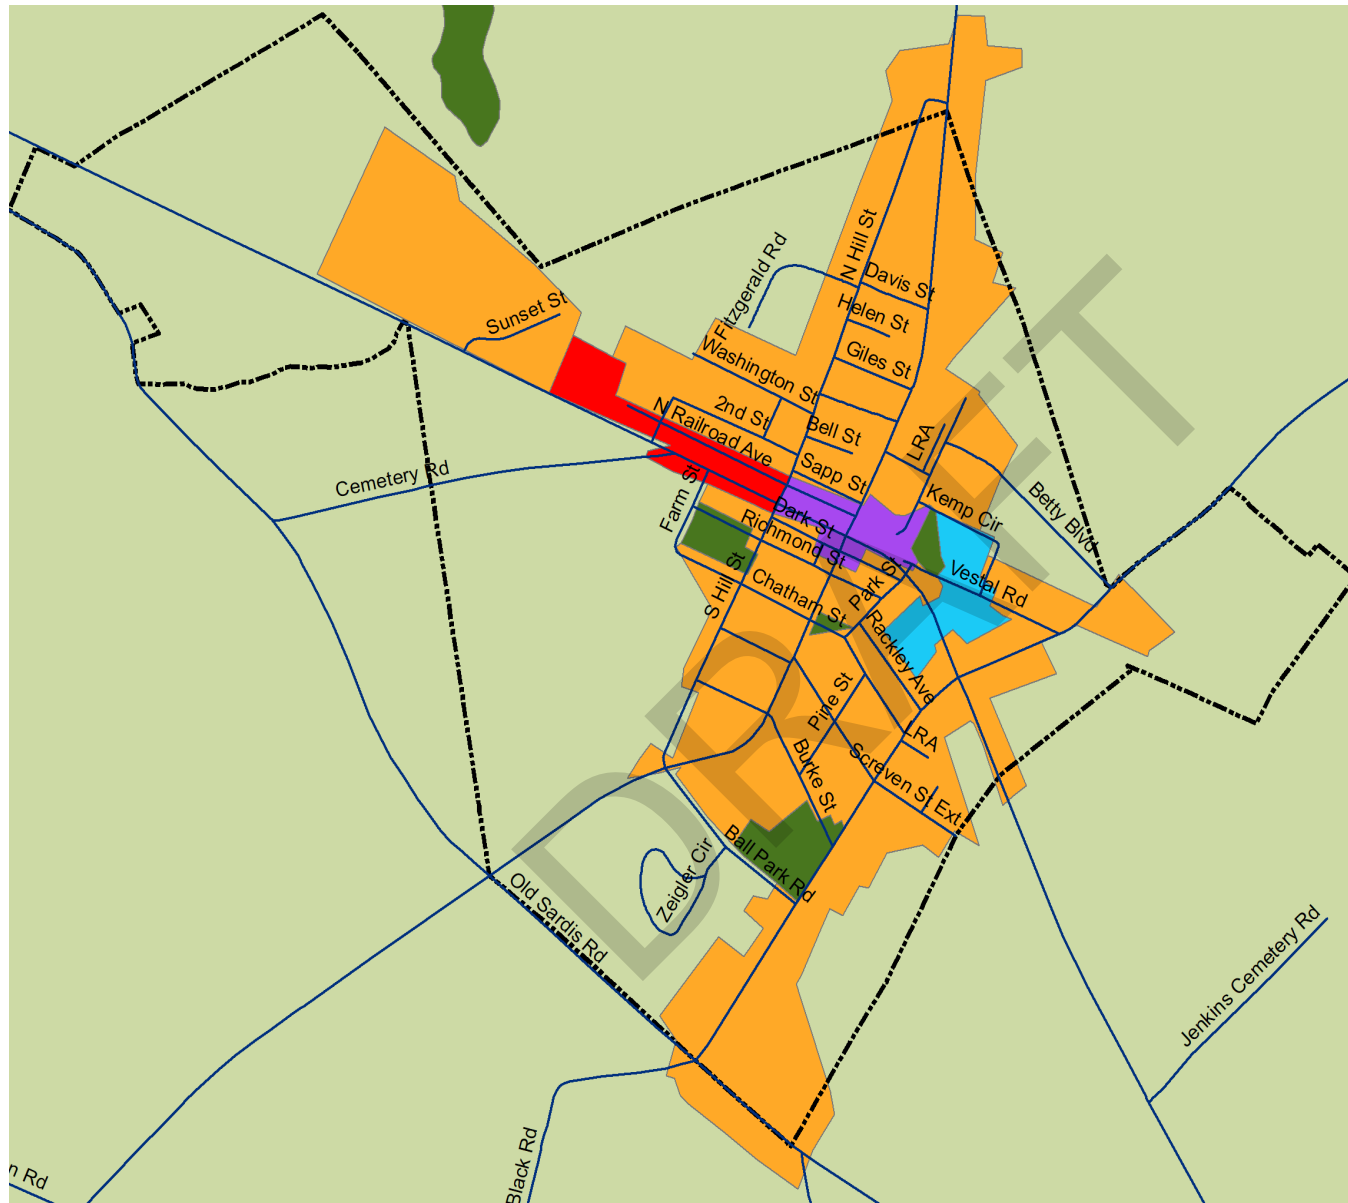 N Hill St
Fitzgerald Rd
Davis St
Sunset St
Helen St
Washington St
Giles St
2nd St
N Railroad Ave
Bell St
LRA
Sapp St
Cemetery Rd
Farm St
Kemp Cir
Betty Blvd
Dark St
Richmond St
Park St
Vestal Rd
S Hill St
Chatham St
Rackley Ave
Pine St
LRA
Burke St
Screven St Ext
Ball Park Rd
Zeigler Cir
Old Sardis Rd
Jenkins Cemetery Rd
Black Rd
n Rd
DRAFT